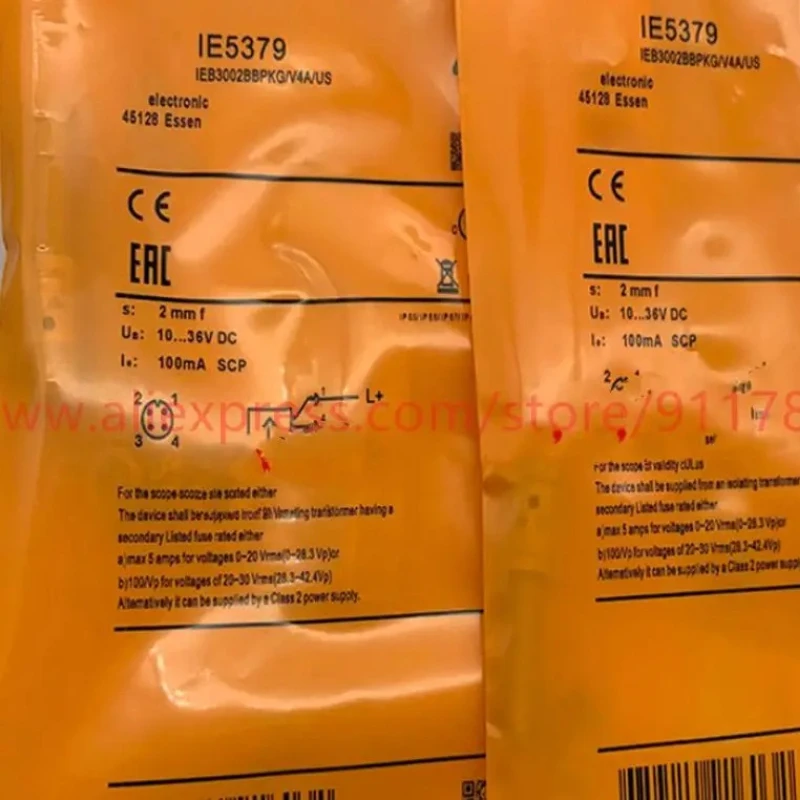 IE5379
IEB3002BBPKG/V4A/US
electronic
45128 Essen
CE
EAC
s: 2 mm f
UB: 10...36V DC
Ie: 100mA SCP
2 1
3 4
L+
For the scope
either
The device shall be transformer having a
secondary Listed fuse rated either
a)max 5 amps for voltages 0~20 Vrms(0~28.3 Vp)or
b)100/Vp for voltages of 20~30 Vrms(28.3~42.4Vp)
Alternatively it can be supplied by a Class 2 power supply.
IE5379
IEB3002BBPKG/V4A/US
electronic
45128 Essen
CE
EAC
s: 2 mm f
UB: 10...36V DC
Ie: 100mA SCP
2
For the scope of validity cULus
The device shall be supplied from an isolating transformer
secondary Listed fuse rated either
a)max 5 amps for voltages 0~20 Vrms(0~28.3 Vp)or
b)100/Vp for voltages of 20~30 Vrms(28.3~42.4Vp)
Alternatively it can be supplied by a Class 2 power
www.aliexpress.com/store/91178